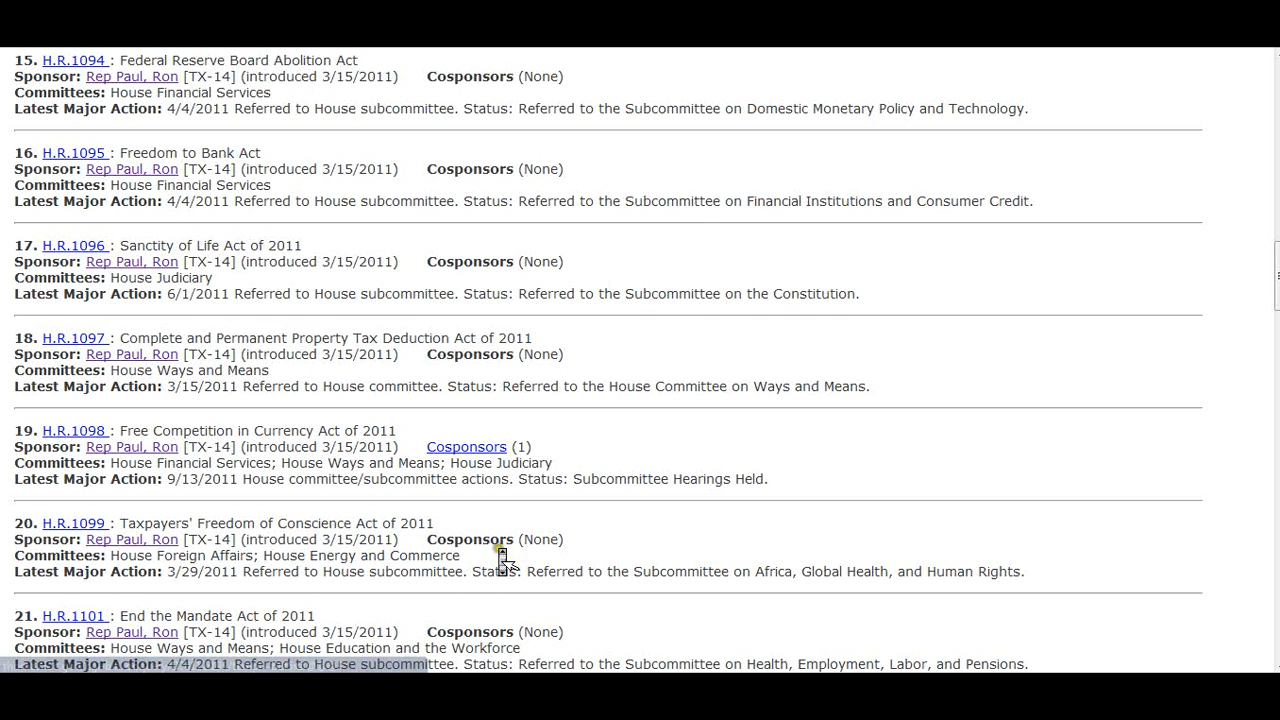 15. H.R.1094 : Federal Reserve Board Abolition Act
Sponsor: Rep Paul, Ron [TX-14] (introduced 3/15/2011) Cosponsors (None)
Committees: House Financial Services
Latest Major Action: 4/4/2011 Referred to House subcommittee. Status: Referred to the Subcommittee on Domestic Monetary Policy and Technology.
16. H.R.1095 : Freedom to Bank Act
Sponsor: Rep Paul, Ron [TX-14] (introduced 3/15/2011) Cosponsors (None)
Committees: House Financial Services
Latest Major Action: 4/4/2011 Referred to House subcommittee. Status: Referred to the Subcommittee on Financial Institutions and Consumer Credit.
17. H.R.1096 : Sanctity of Life Act of 2011
Sponsor: Rep Paul, Ron [TX-14] (introduced 3/15/2011) Cosponsors (None)
Committees: House Judiciary
Latest Major Action: 6/1/2011 Referred to House subcommittee. Status: Referred to the Subcommittee on the Constitution.
18. H.R.1097 : Complete and Permanent Property Tax Deduction Act of 2011
Sponsor: Rep Paul, Ron [TX-14] (introduced 3/15/2011) Cosponsors (None)
Committees: House Ways and Means
Latest Major Action: 3/15/2011 Referred to House committee. Status: Referred to the House Committee on Ways and Means.
19. H.R.1098 : Free Competition in Currency Act of 2011
Sponsor: Rep Paul, Ron [TX-14] (introduced 3/15/2011) Cosponsors (1)
Committees: House Financial Services; House Ways and Means; House Judiciary
Latest Major Action: 9/13/2011 House committee/subcommittee actions. Status: Subcommittee Hearings Held.
20. H.R.1099 : Taxpayers' Freedom of Conscience Act of 2011
Sponsor: Rep Paul, Ron [TX-14] (introduced 3/15/2011) Cosponsors (None)
Committees: House Foreign Affairs; House Energy and Commerce
Latest Major Action: 3/29/2011 Referred to House subcommittee. Status: Referred to the Subcommittee on Africa, Global Health, and Human Rights.
21. H.R.1101 : End the Mandate Act of 2011
Sponsor: Rep Paul, Ron [TX-14] (introduced 3/15/2011) Cosponsors (None)
Committees: House Ways and Means; House Education and the Workforce
Latest Major Action: 4/4/2011 Referred to House subcommittee. Status: Referred to the Subcommittee on Health, Employment, Labor, and Pensions.